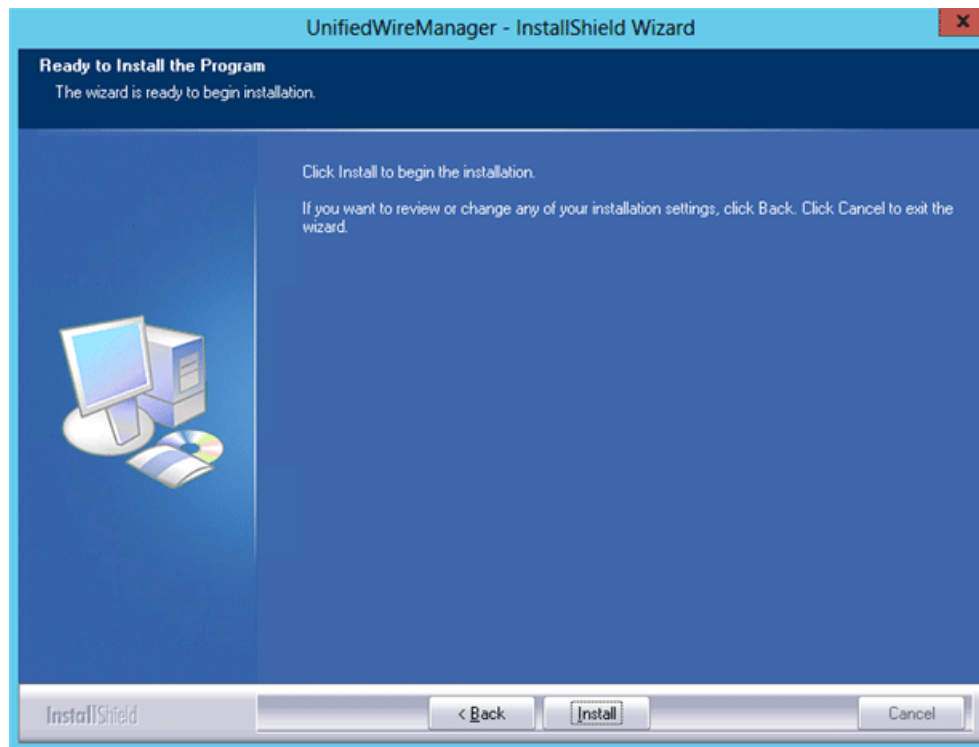 UnifiedWireManager - InstallShield Wizard
x
Ready to Install the Program
The wizard is ready to begin installation.
Click Install to begin the installation.
If you want to review or change any of your installation settings, click Back. Click Cancel to exit the
wizard.
InstallShield
< Back
Install
Cancel